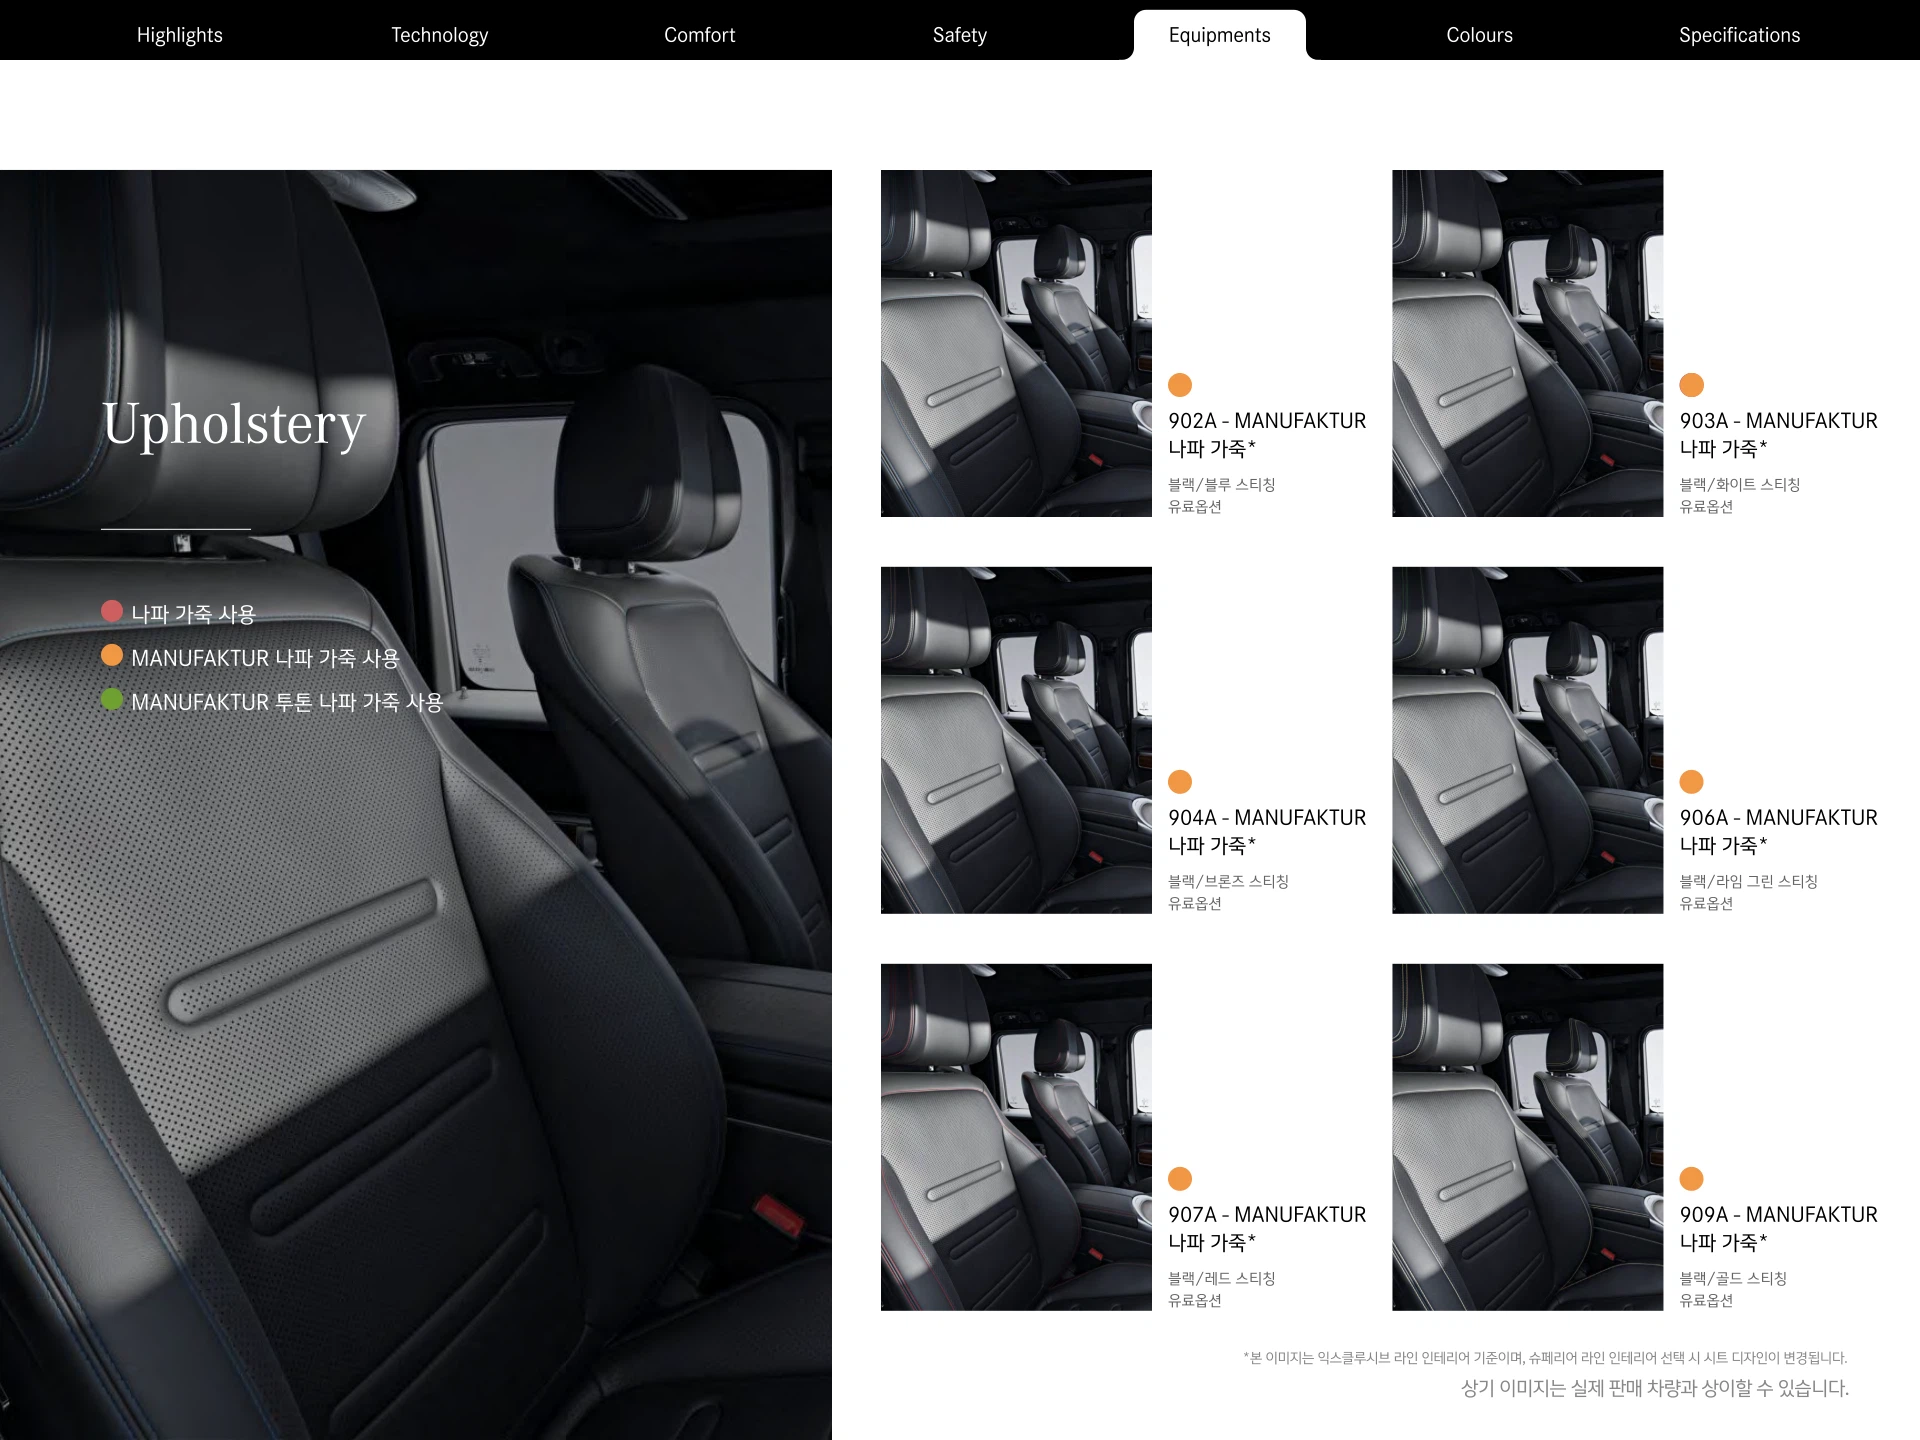 Highlights
Technology
Comfort
Safety
Equipments
Colours
Specifications
Upholstery
나파 가죽 사용
MANUFAKTUR 나파 가죽 사용
MANUFAKTUR 투톤 나파 가죽 사용
902A - MANUFAKTUR
나파 가죽*
블랙/블루 스티칭
유료옵션
903A - MANUFAKTUR
나파 가죽*
블랙/화이트 스티칭
유료옵션
904A - MANUFAKTUR
나파 가죽*
블랙/브론즈 스티칭
유료옵션
906A - MANUFAKTUR
나파 가죽*
블랙/라임 그린 스티칭
유료옵션
907A - MANUFAKTUR
나파 가죽*
블랙/레드 스티칭
유료옵션
909A - MANUFAKTUR
나파 가죽*
블랙/골드 스티칭
유료옵션
*본 이미지는 익스클루시브 라인 인테리어 기준이며, 슈페리어 라인 인테리어 선택 시 시트 디자인이 변경됩니다.
상기 이미지는 실제 판매 차량과 상이할 수 있습니다.